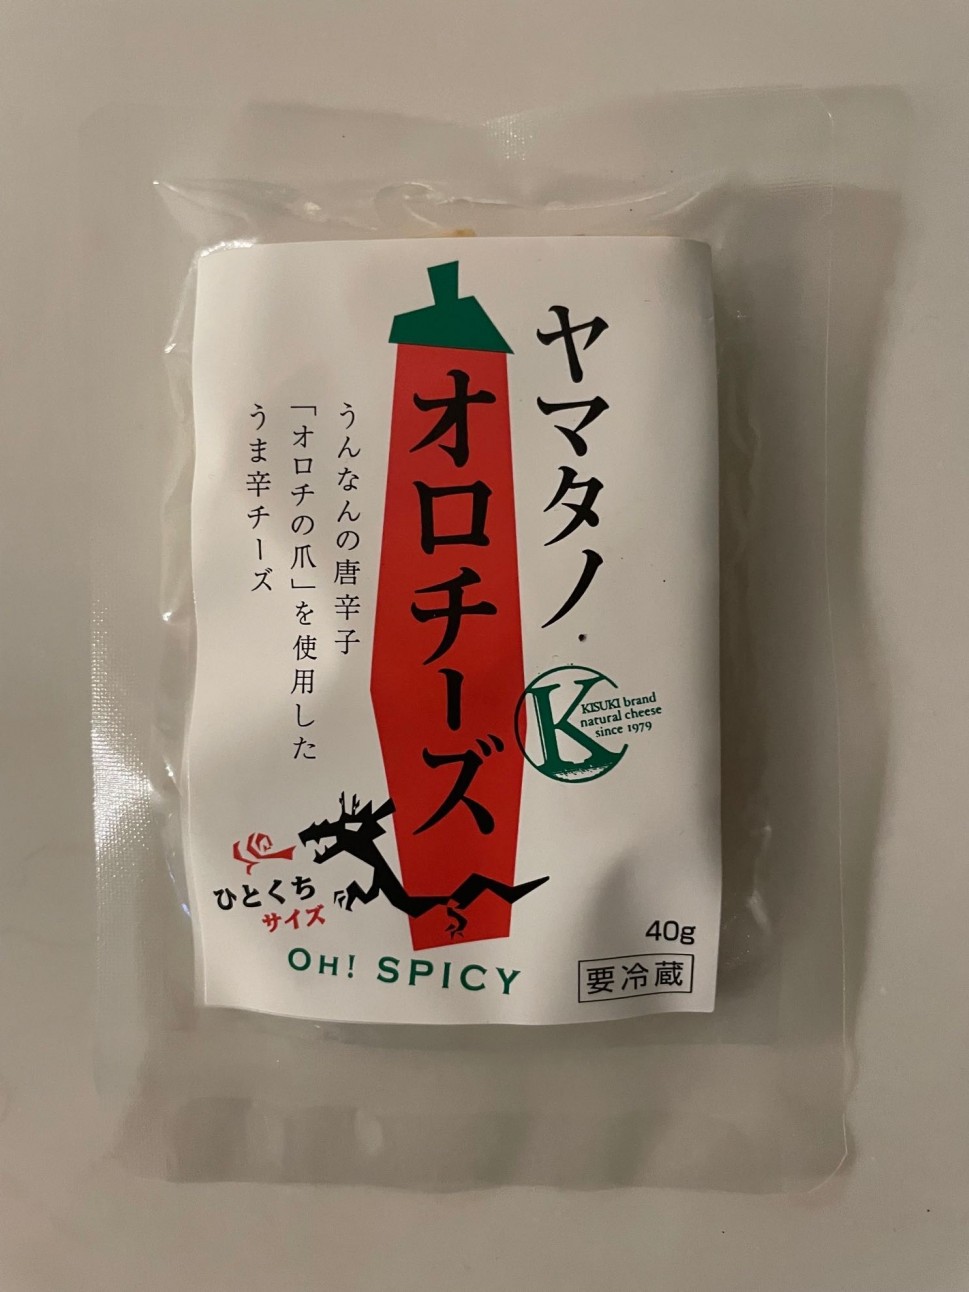 ヤマタノ
オロチーズ
うんなんの唐辛子
「オロチの爪」を使用した
うま辛チーズ
K
KISUKI brand
natural cheese
since 1979
ひとくち
サイズ
OH! SPICY
40g
要冷蔵